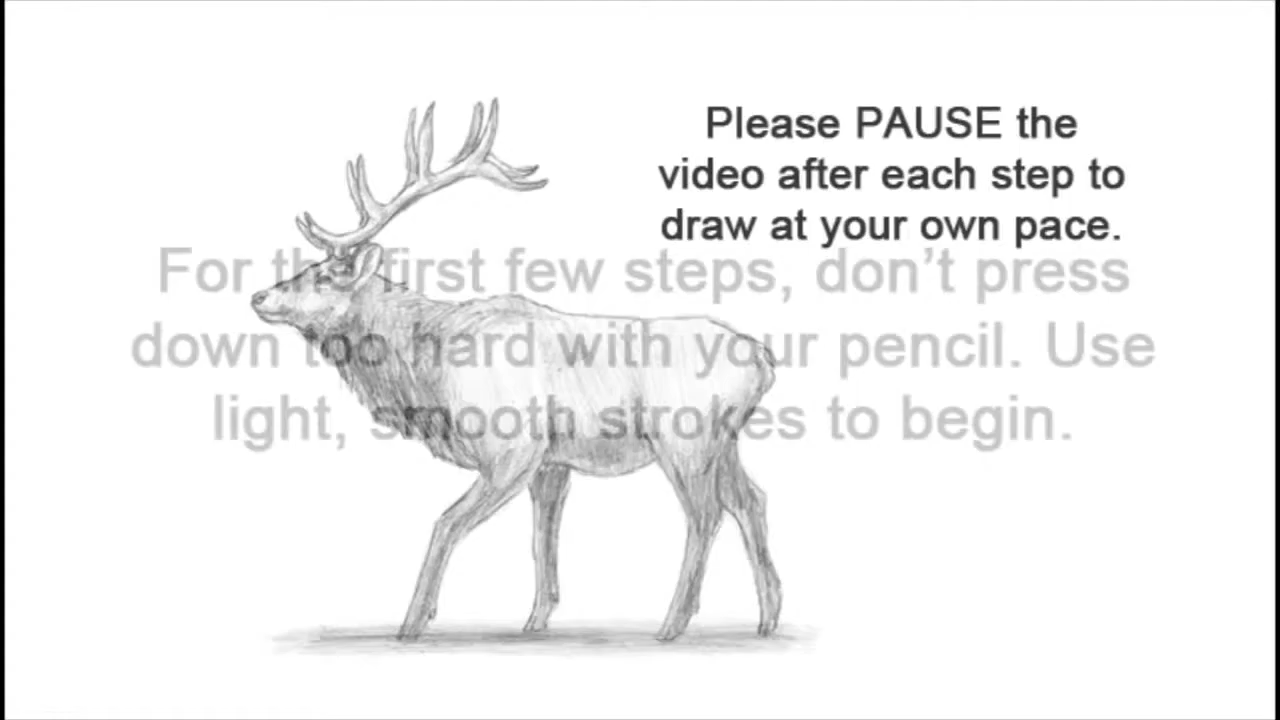 Please PAUSE the
video after each step to
draw at your own pace.
For the first few steps, don’t press
down too hard with your pencil. Use
light, smooth strokes to begin.